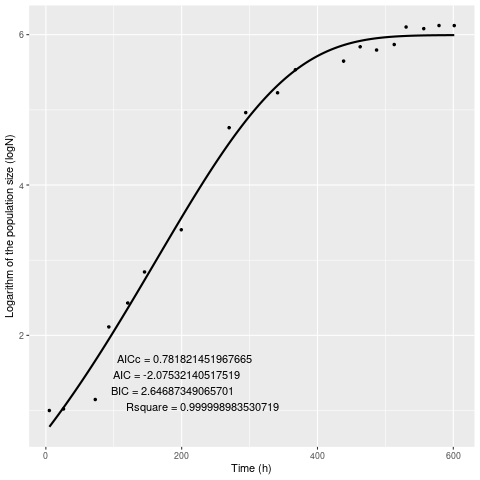 6
4
2
AICc = 0.781821451967665
AIC = -2.07532140517519
BIC = 2.64687349065701
Rsquare = 0.999998983530719
0
200
400
600
Time (h)
Logarithm of the population size (logN)